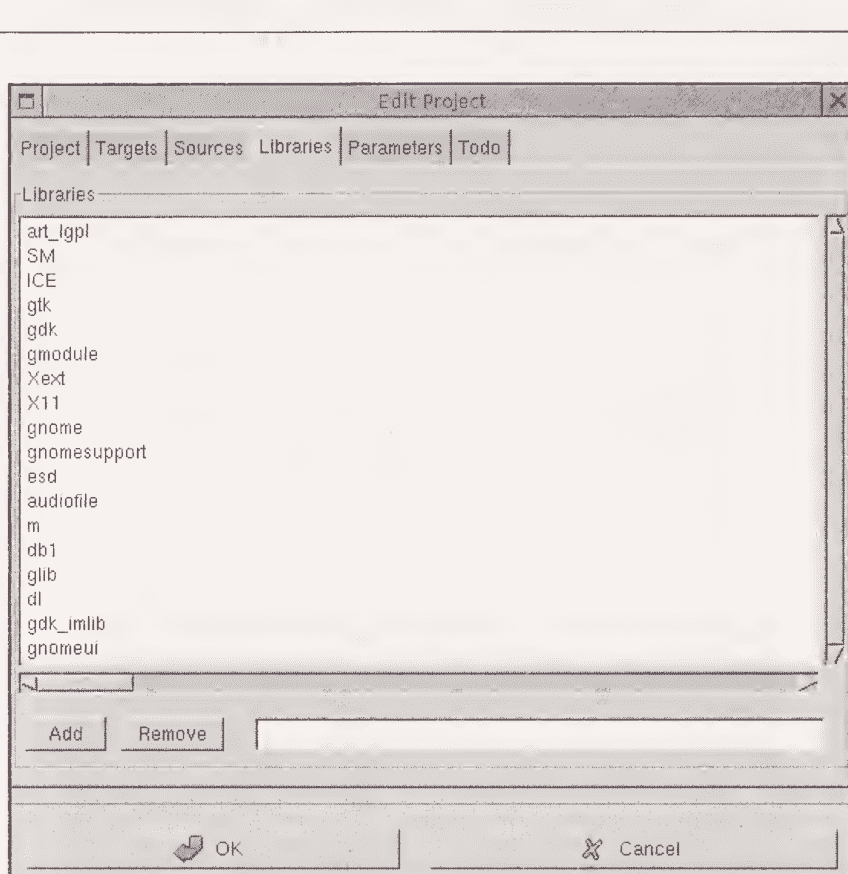 Edit Project
Project Targets Sources Libraries Parameters Todo
Libraries
art_lgpl
SM
ICE
gtk
gdk
gmodule
Xext
X11
gnome
gnomesupport
esd
audiofile
m
db1
glib
dl
gdk_imlib
gnomeui
Add Remove
OK Cancel